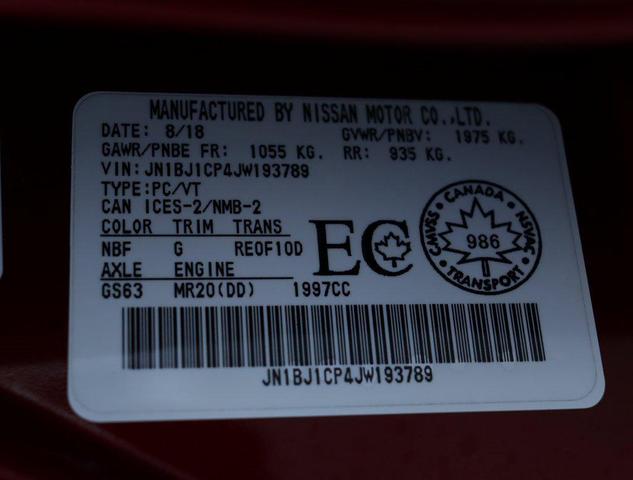 MANUFACTURED BY NISSAN MOTOR CO.,LTD.
DATE: 8/18 GVWR/PNBV: 1975 KG.
GAWR/PNBE FR: 1055 KG. RR: 935 KG.
VIN:JN1BJ1CP4JW193789
TYPE:PC/VT
CAN ICES-2/NMB-2
COLOR TRIM TRANS
NBF G RE0F10D
AXLE ENGINE
GS63 MR20(DD) 1997CC
EC
CANADA
CMVSS NSVAC
986
TRANSPORT
JN1BJ1CP4JW193789